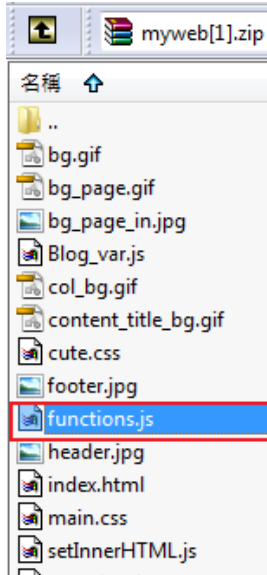 myweb[1].zip
名稱
..
bg.gif
bg_page.gif
bg_page_in.jpg
Blog_var.js
col_bg.gif
content_title_bg.gif
cute.css
footer.jpg
functions.js
header.jpg
index.html
main.css
setInnerHTML.js